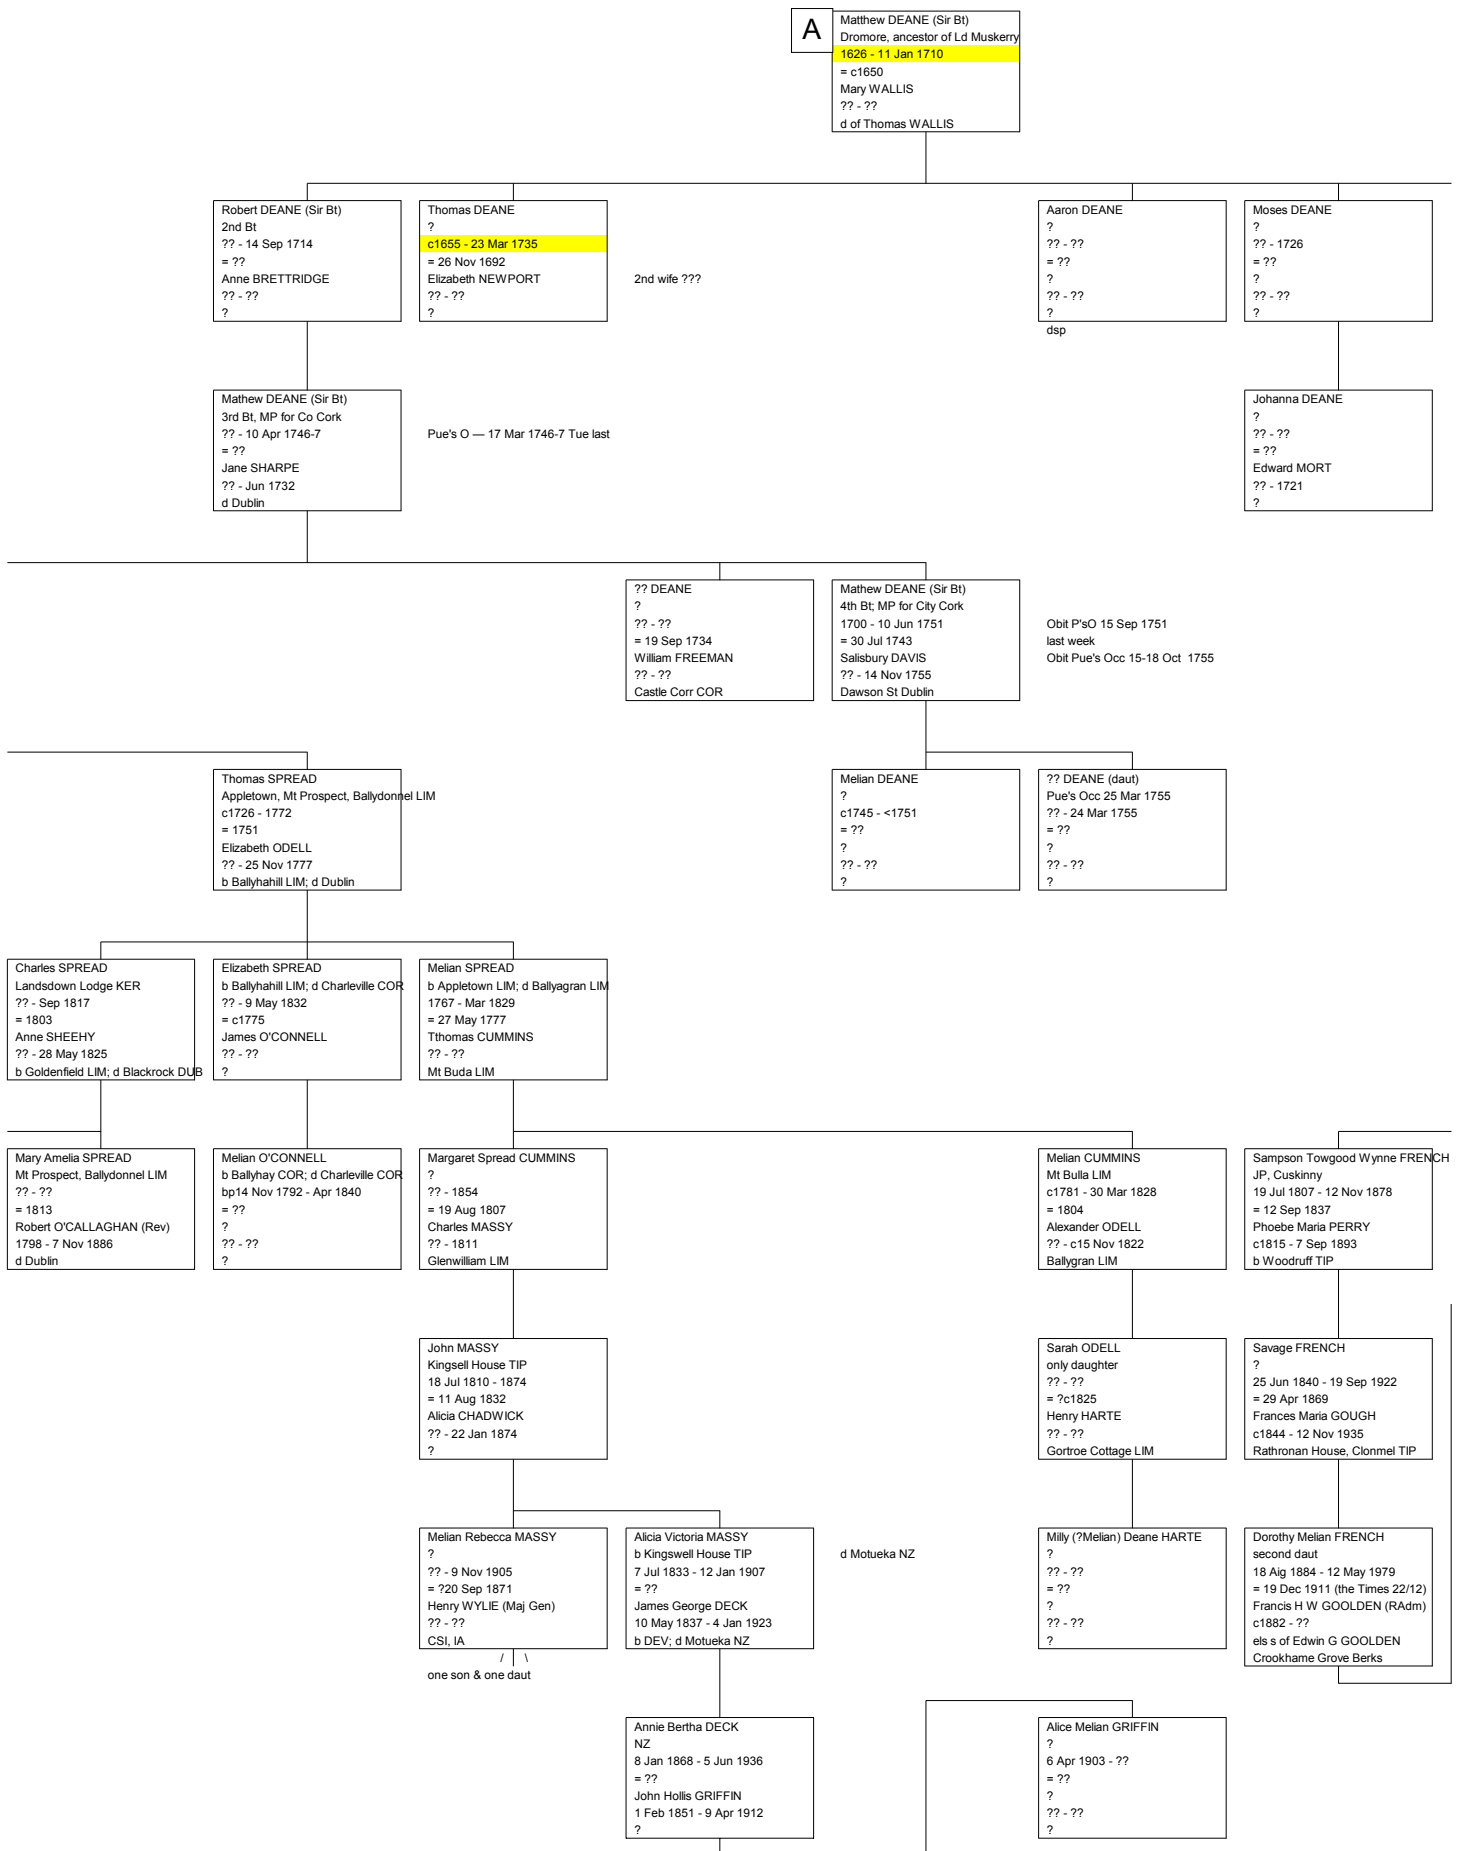 A
Matthew DEANE (Sir Bt)
Dromore, ancestor of Ld Muskerry
1626 - 11 Jan 1710
= c1650
Mary WALLIS
?? - ??
d of Thomas WALLIS
Robert DEANE (Sir Bt)
2nd Bt
?? - 14 Sep 1714
= ??
Anne BRETTRIDGE
?? - ??
?
Thomas DEANE
?
c1655 - 23 Mar 1735
= 26 Nov 1692
Elizabeth NEWPORT
?? - ??
?
2nd wife ???
Aaron DEANE
?
?? - ??
= ??
?
?? - ??
?
dsp
Moses DEANE
?
?? - 1726
= ??
?
?? - ??
?
Mathew DEANE (Sir Bt)
3rd Bt, MP for Co Cork
?? - 10 Apr 1746-7
= ??
Jane SHARPE
?? - Jun 1732
d Dublin
Pue's O — 17 Mar 1746-7 Tue last
Johanna DEANE
?
?? - ??
= ??
Edward MORT
?? - 1721
?
?? DEANE
?
?? - ??
= 19 Sep 1734
William FREEMAN
?? - ??
Castle Corr COR
Mathew DEANE (Sir Bt)
4th Bt; MP for City Cork
1700 - 10 Jun 1751
= 30 Jul 1743
Salisbury DAVIS
?? - 14 Nov 1755
Dawson St Dublin
Obit P'sO 15 Sep 1751
last week
Obit Pue's Occ 15-18 Oct 1755
Thomas SPREAD
Appletown, Mt Prospect, Ballydonnel LIM
c1726 - 1772
= 1751
Elizabeth ODELL
?? - 25 Nov 1777
b Ballyhahill LIM; d Dublin
Melian DEANE
?
c1745 - <1751
= ??
?
?? - ??
?
?? DEANE (daut)
Pue's Occ 25 Mar 1755
?? - 24 Mar 1755
= ??
?
?? - ??
?
Charles SPREAD
Landsdown Lodge KER
?? - Sep 1817
= 1803
Anne SHEEHY
?? - 28 May 1825
b Goldenfield LIM; d Blackrock DUB
Elizabeth SPREAD
b Ballyhahill LIM; d Charleville COR
?? - 9 May 1832
= c1775
James O'CONNELL
?? - ??
?
Melian SPREAD
b Appletown LIM; d Ballyagran LIM
1767 - Mar 1829
= 27 May 1777
Tthomas CUMMINS
?? - ??
Mt Buda LIM
Mary Amelia SPREAD
Mt Prospect, Ballydonnel LIM
?? - ??
= 1813
Robert O'CALLAGHAN (Rev)
1798 - 7 Nov 1886
d Dublin
Melian O'CONNELL
b Ballyhay COR; d Charleville COR
bp14 Nov 1792 - Apr 1840
= ??
?
?? - ??
?
Margaret Spread CUMMINS
?
?? - 1854
= 19 Aug 1807
Charles MASSY
?? - 1811
Glenwilliam LIM
Melian CUMMINS
Mt Bulla LIM
c1781 - 30 Mar 1828
= 1804
Alexander ODELL
?? - c15 Nov 1822
Ballygran LIM
Sampson Towgood Wynne FRENCH
JP, Cuskinny
19 Jul 1807 - 12 Nov 1878
= 12 Sep 1837
Phoebe Maria PERRY
c1815 - 7 Sep 1893
b Woodruff TIP
John MASSY
Kingsell House TIP
18 Jul 1810 - 1874
= 11 Aug 1832
Alicia CHADWICK
?? - 22 Jan 1874
?
Sarah ODELL
only daughter
?? - ??
= ?c1825
Henry HARTE
?? - ??
Gortroe Cottage LIM
Savage FRENCH
?
25 Jun 1840 - 19 Sep 1922
= 29 Apr 1869
Frances Maria GOUGH
c1844 - 12 Nov 1935
Rathronan House, Clonmel TIP
Melian Rebecca MASSY
?
?? - 9 Nov 1905
= ?20 Sep 1871
Henry WYLIE (Maj Gen)
?? - ??
CSI, IA
/ \
one son & one daut
Alicia Victoria MASSY
b Kingswell House TIP
7 Jul 1833 - 12 Jan 1907
= ??
James George DECK
10 May 1837 - 4 Jan 1923
b DEV; d Motueka NZ
d Motueka NZ
Milly (?Melian) Deane HARTE
?
?? - ??
= ??
?
?? - ??
?
Dorothy Melian FRENCH
second daut
18 Aig 1884 - 12 May 1979
= 19 Dec 1911 (the Times 22/12)
Francis H W GOOLDEN (RAdm)
c1882 - ??
els s of Edwin G GOOLDEN
Crookhame Grove Berks
Annie Bertha DECK
NZ
8 Jan 1868 - 5 Jun 1936
= ??
John Hollis GRIFFIN
1 Feb 1851 - 9 Apr 1912
?
Alice Melian GRIFFIN
?
6 Apr 1903 - ??
= ??
?
?? - ??
?